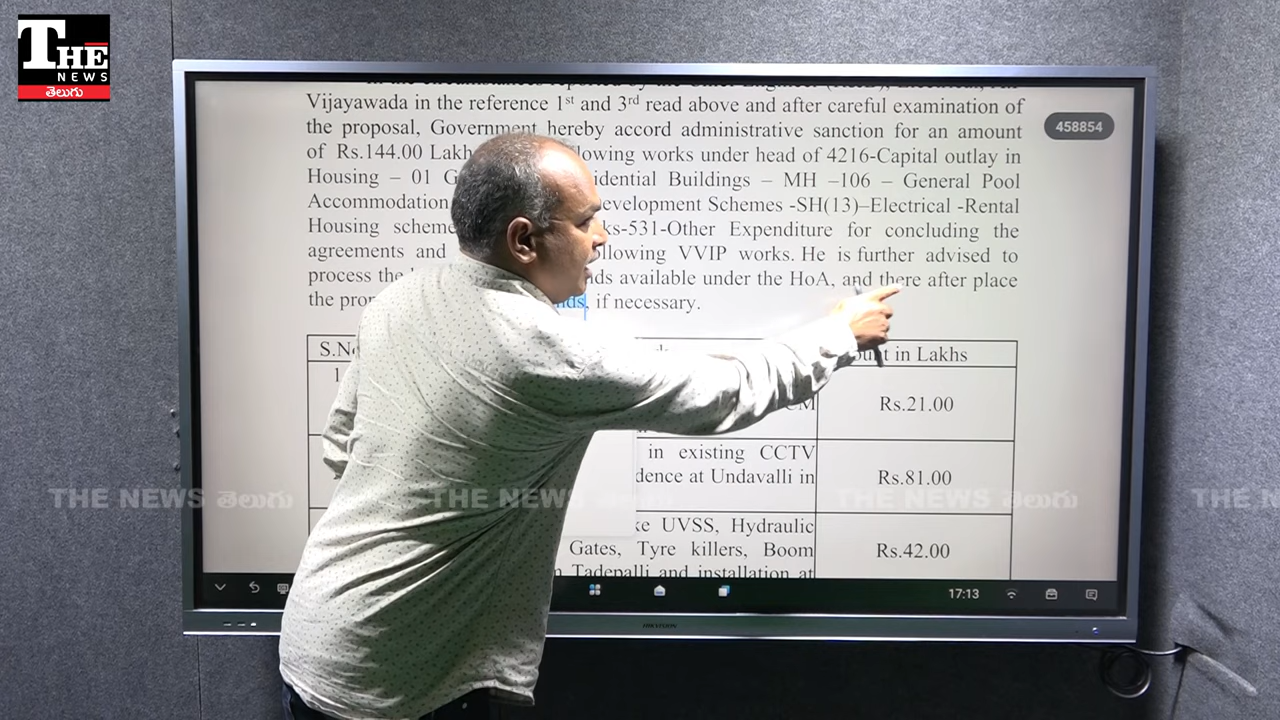 THE
NEWS
తెలుగు
Vijayawada in the reference 1st and 3rd read above and after careful examination of
the proposal, Government hereby accord administrative sanction for an amount
of Rs.144.00 Lakh lowing works under head of 4216-Capital outlay in
Housing – 01 G idential Buildings – MH –106 – General Pool
Accommodation evelopment Schemes -SH(13)–Electrical -Rental
Housing scheme ks-531-Other Expenditure for concluding the
agreements and ollowing VVIP works. He is further advised to
process the nds available under the HoA, and there after place
the pro nds, if necessary.
458854
S.No ount in Lakhs
1 CM Rs.21.00
in existing CCTV
dence at Undavalli in Rs.81.00
ke UVSS, Hydraulic
Gates, Tyre killers, Boom Rs.42.00
Tadepalli and installation at
THE NEWS తెలుగు THE NEWS తెలుగు THE NEWS
17:13
HIKVISION